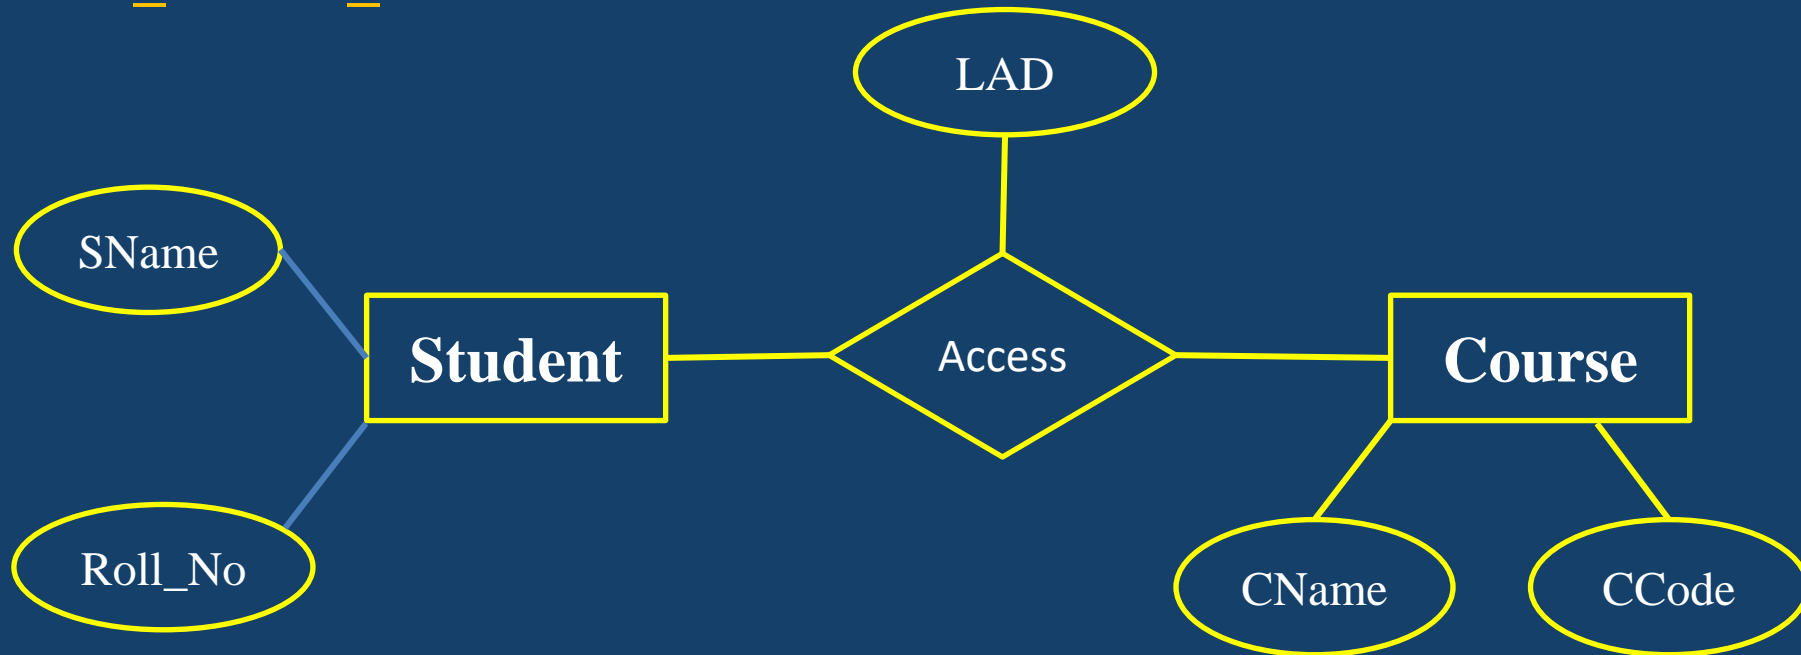 LAD
SName
Student
Access
Course
Roll_No
CName
CCode